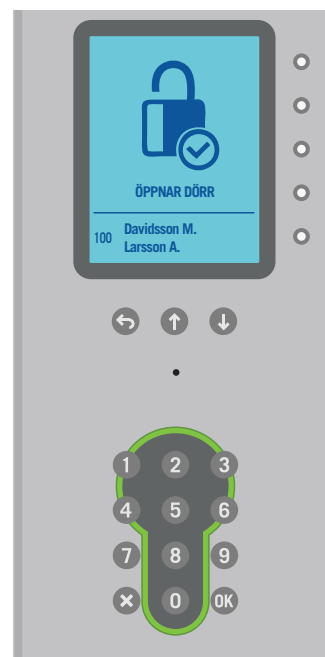 ÖPPNAR DÖRR
100 Davidsson M.
Larsson A.
1 2 3
4 5 6
7 8 9
0 OK